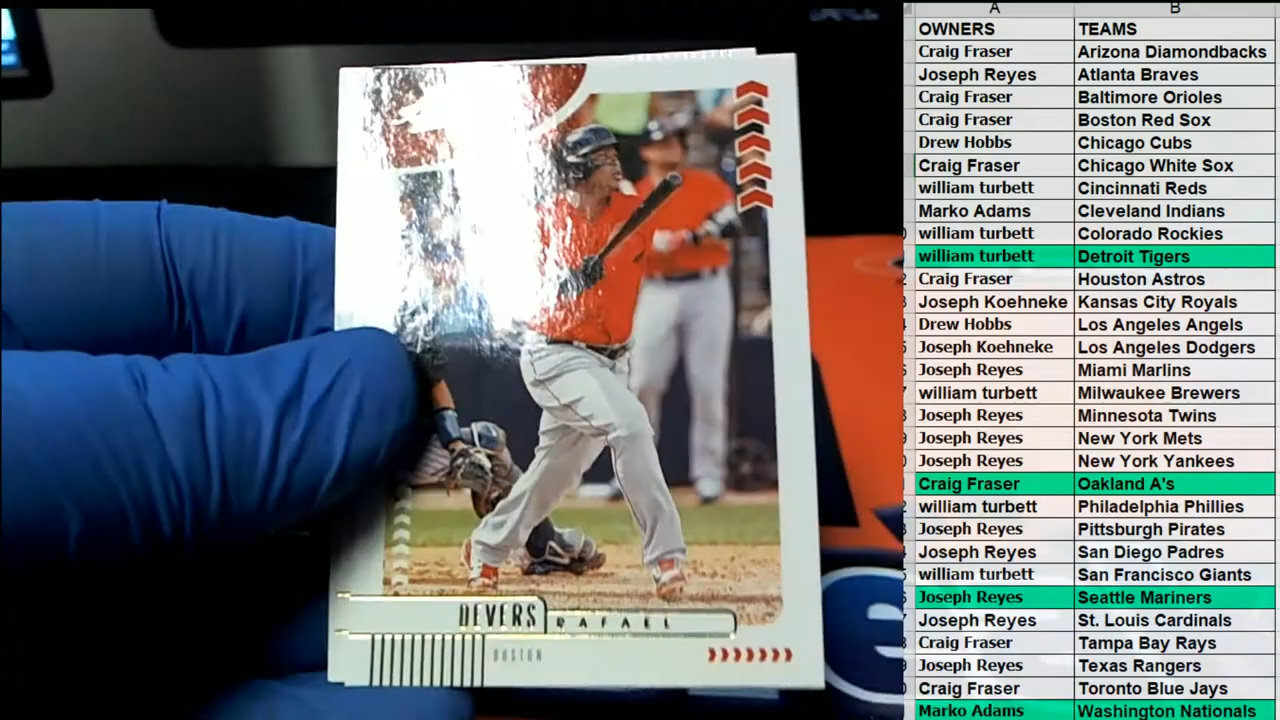 DEVERS RAFAEL
BOSTON
A B
OWNERS TEAMS
Craig Fraser Arizona Diamondbacks
Joseph Reyes Atlanta Braves
Craig Fraser Baltimore Orioles
Craig Fraser Boston Red Sox
Drew Hobbs Chicago Cubs
Craig Fraser Chicago White Sox
william turbett Cincinnati Reds
Marko Adams Cleveland Indians
william turbett Colorado Rockies
william turbett Detroit Tigers
Craig Fraser Houston Astros
Joseph Koehneke Kansas City Royals
Drew Hobbs Los Angeles Angels
Joseph Koehneke Los Angeles Dodgers
Joseph Reyes Miami Marlins
william turbett Milwaukee Brewers
Joseph Reyes Minnesota Twins
Joseph Reyes New York Mets
Joseph Reyes New York Yankees
Craig Fraser Oakland A's
william turbett Philadelphia Phillies
Joseph Reyes Pittsburgh Pirates
Joseph Reyes San Diego Padres
william turbett San Francisco Giants
Joseph Reyes Seattle Mariners
Joseph Reyes St. Louis Cardinals
Craig Fraser Tampa Bay Rays
Joseph Reyes Texas Rangers
Craig Fraser Toronto Blue Jays
Marko Adams Washington Nationals